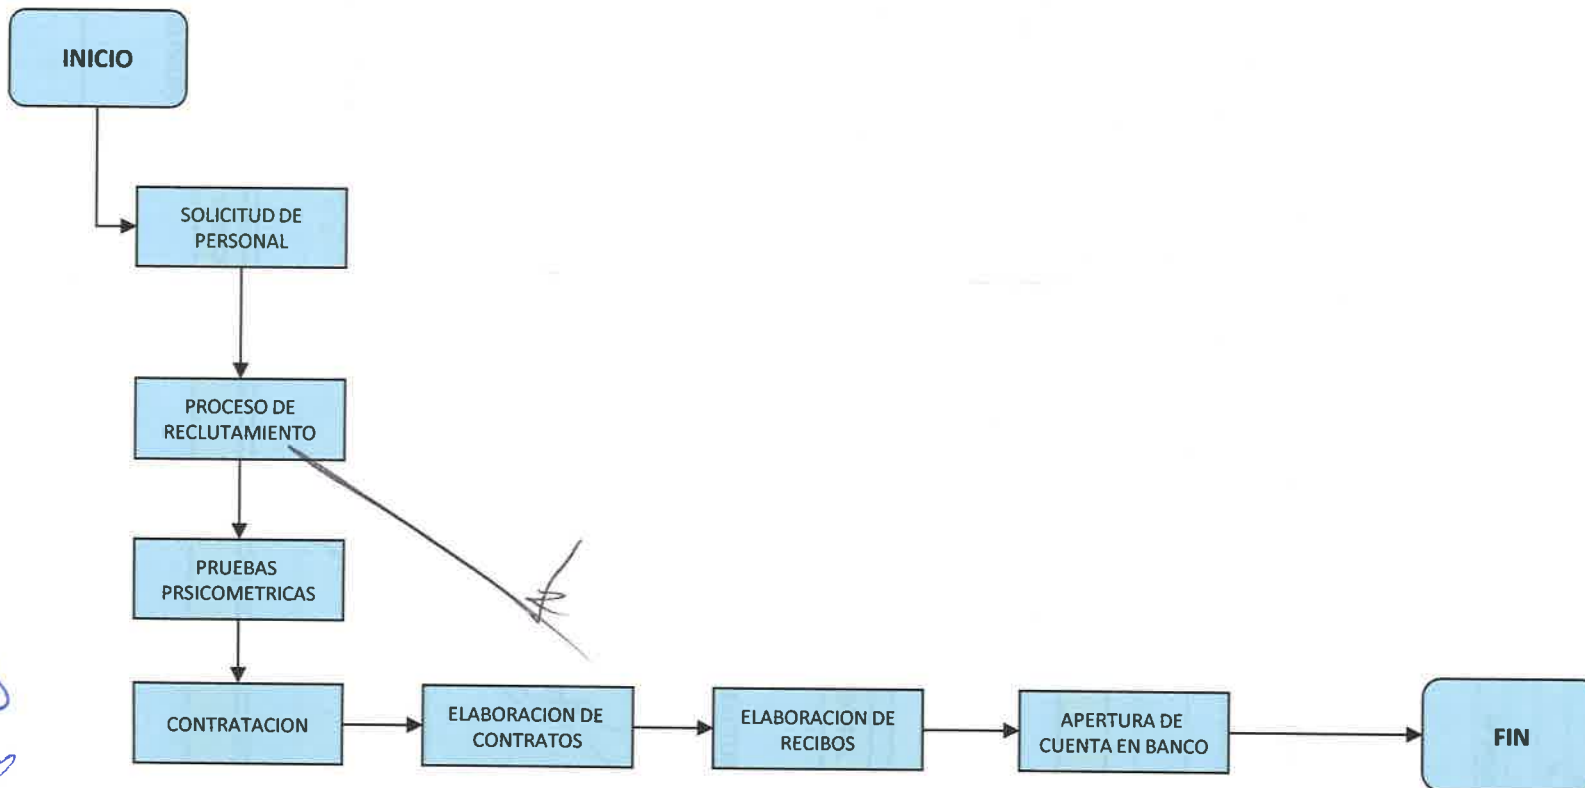 INICIO
SOLICITUD DE
PERSONAL
PROCESO DE
RECLUTAMIENTO
PRUEBAS
PRSICOMETRICAS
CONTRATACION
ELABORACION DE
CONTRATOS
ELABORACION DE
RECIBOS
APERTURA DE
CUENTA EN BANCO
FIN